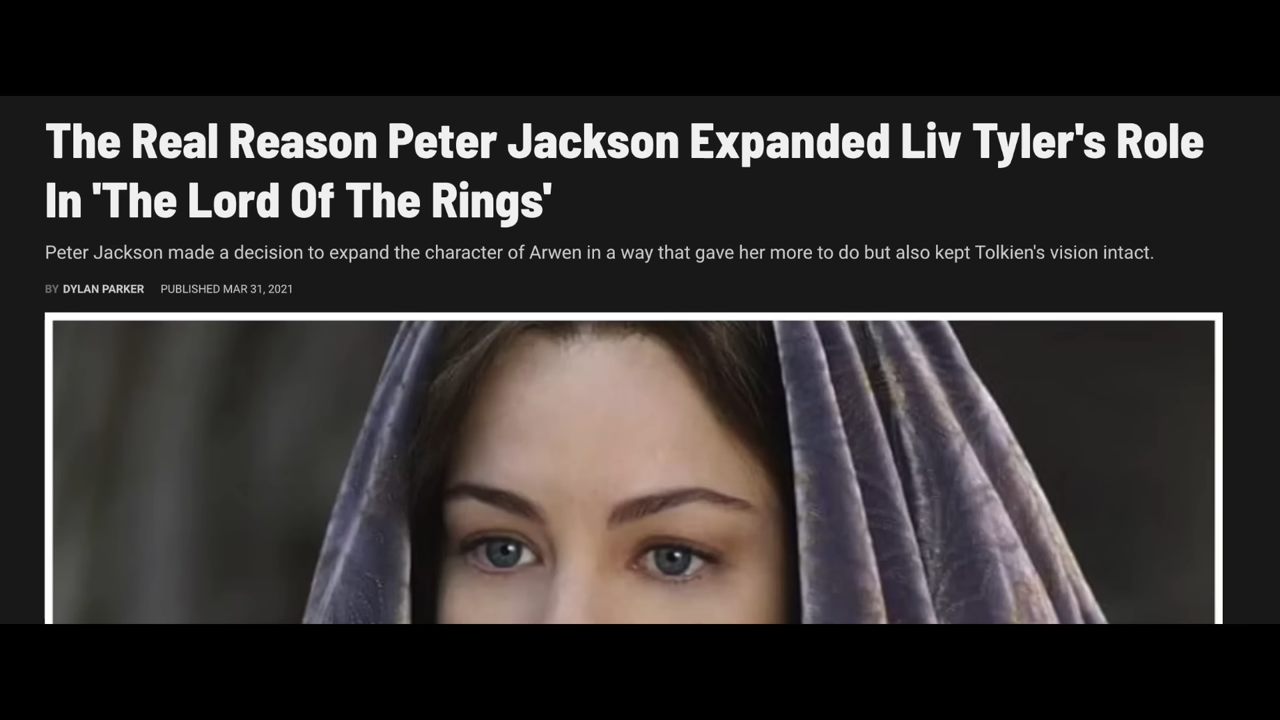 The Real Reason Peter Jackson Expanded Liv Tyler's Role
In 'The Lord Of The Rings'
Peter Jackson made a decision to expand the character of Arwen in a way that gave her more to do but also kept Tolkien's vision intact.
BY DYLAN PARKER PUBLISHED MAR 31, 2021